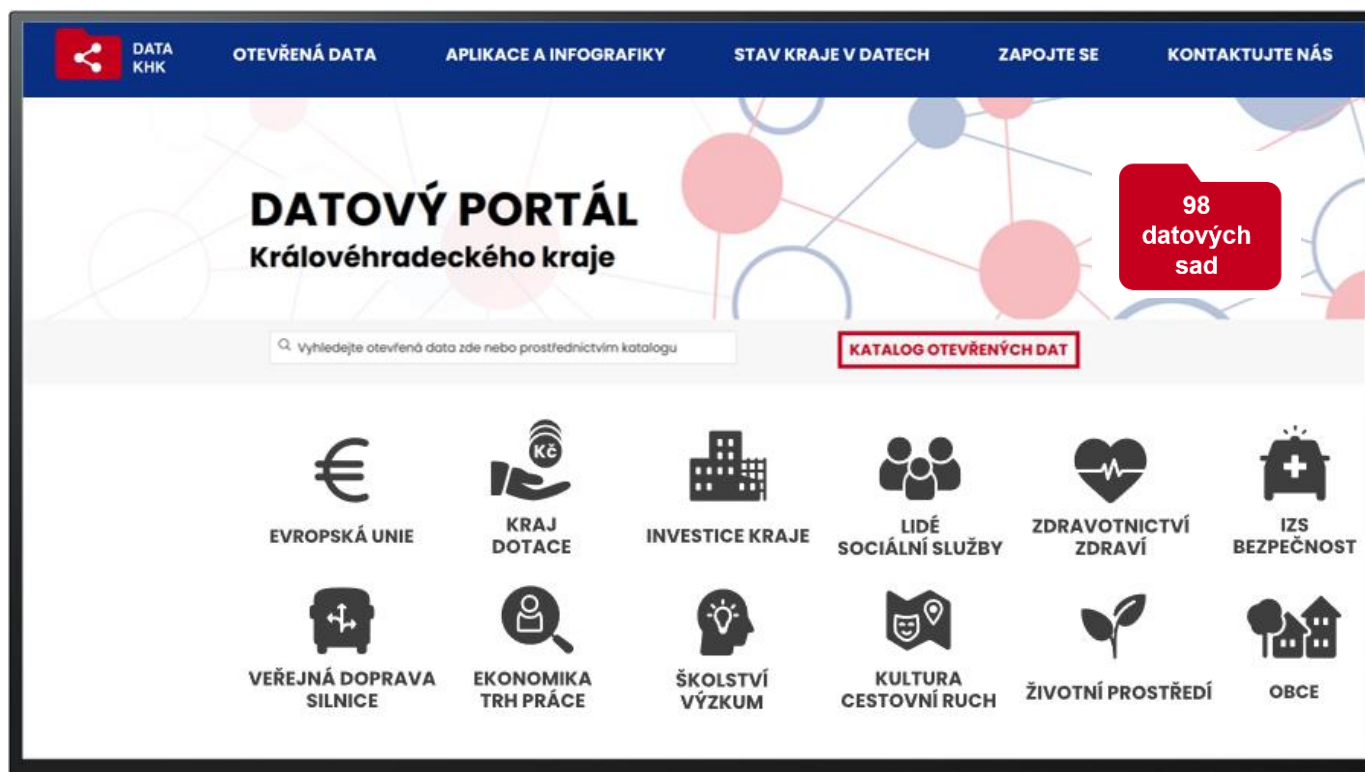 DATA
KHK
OTEVŘENÁ DATA
APLIKACE A INFOGRAFIKY
STAV KRAJE V DATECH
ZAPOJTE SE
KONTAKTUJTE NÁS
DATOVÝ PORTÁL
Královéhradeckého kraje
98
datových
sad
Vyhledejte otevřená data zde nebo prostřednictvím katalogu
KATALOG OTEVŘENÝCH DAT
Kč
EVROPSKÁ UNIE
KRAJ
DOTACE
INVESTICE KRAJE
LIDÉ
SOCIÁLNÍ SLUŽBY
ZDRAVOTNICTVÍ
ZDRAVÍ
IZS
BEZPEČNOST
VEŘEJNÁ DOPRAVA
SILNICE
EKONOMIKA
TRH PRÁCE
ŠKOLSTVÍ
VÝZKUM
KULTURA
CESTOVNÍ RUCH
ŽIVOTNÍ PROSTŘEDÍ
OBCE